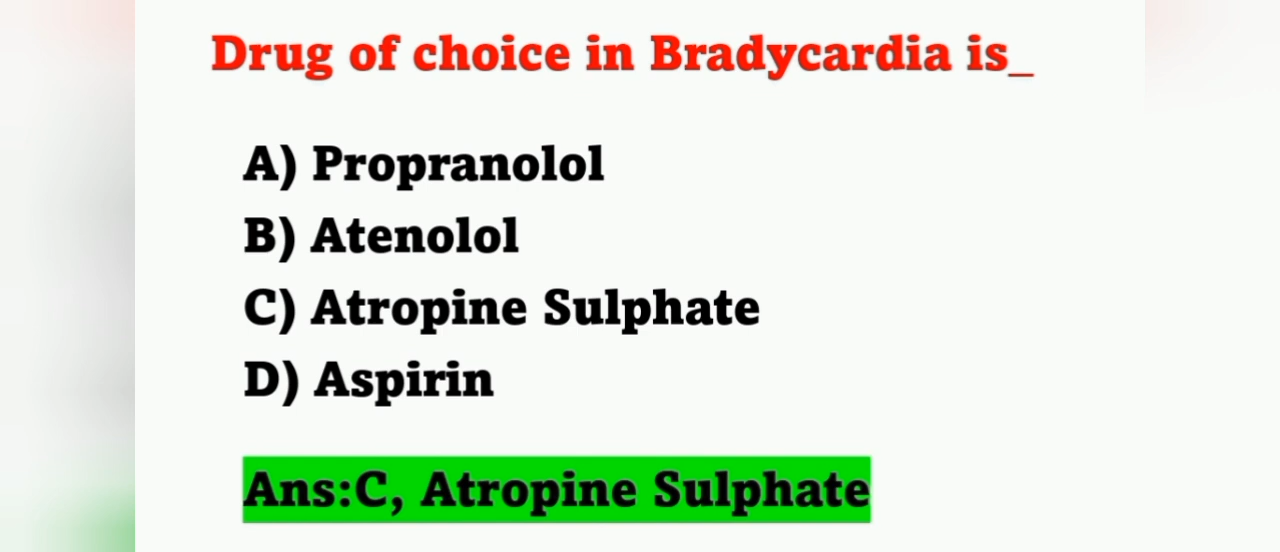 Drug of choice in Bradycardia is_
A) Propranolol
B) Atenolol
C) Atropine Sulphate
D) Aspirin
Ans:C, Atropine Sulphate